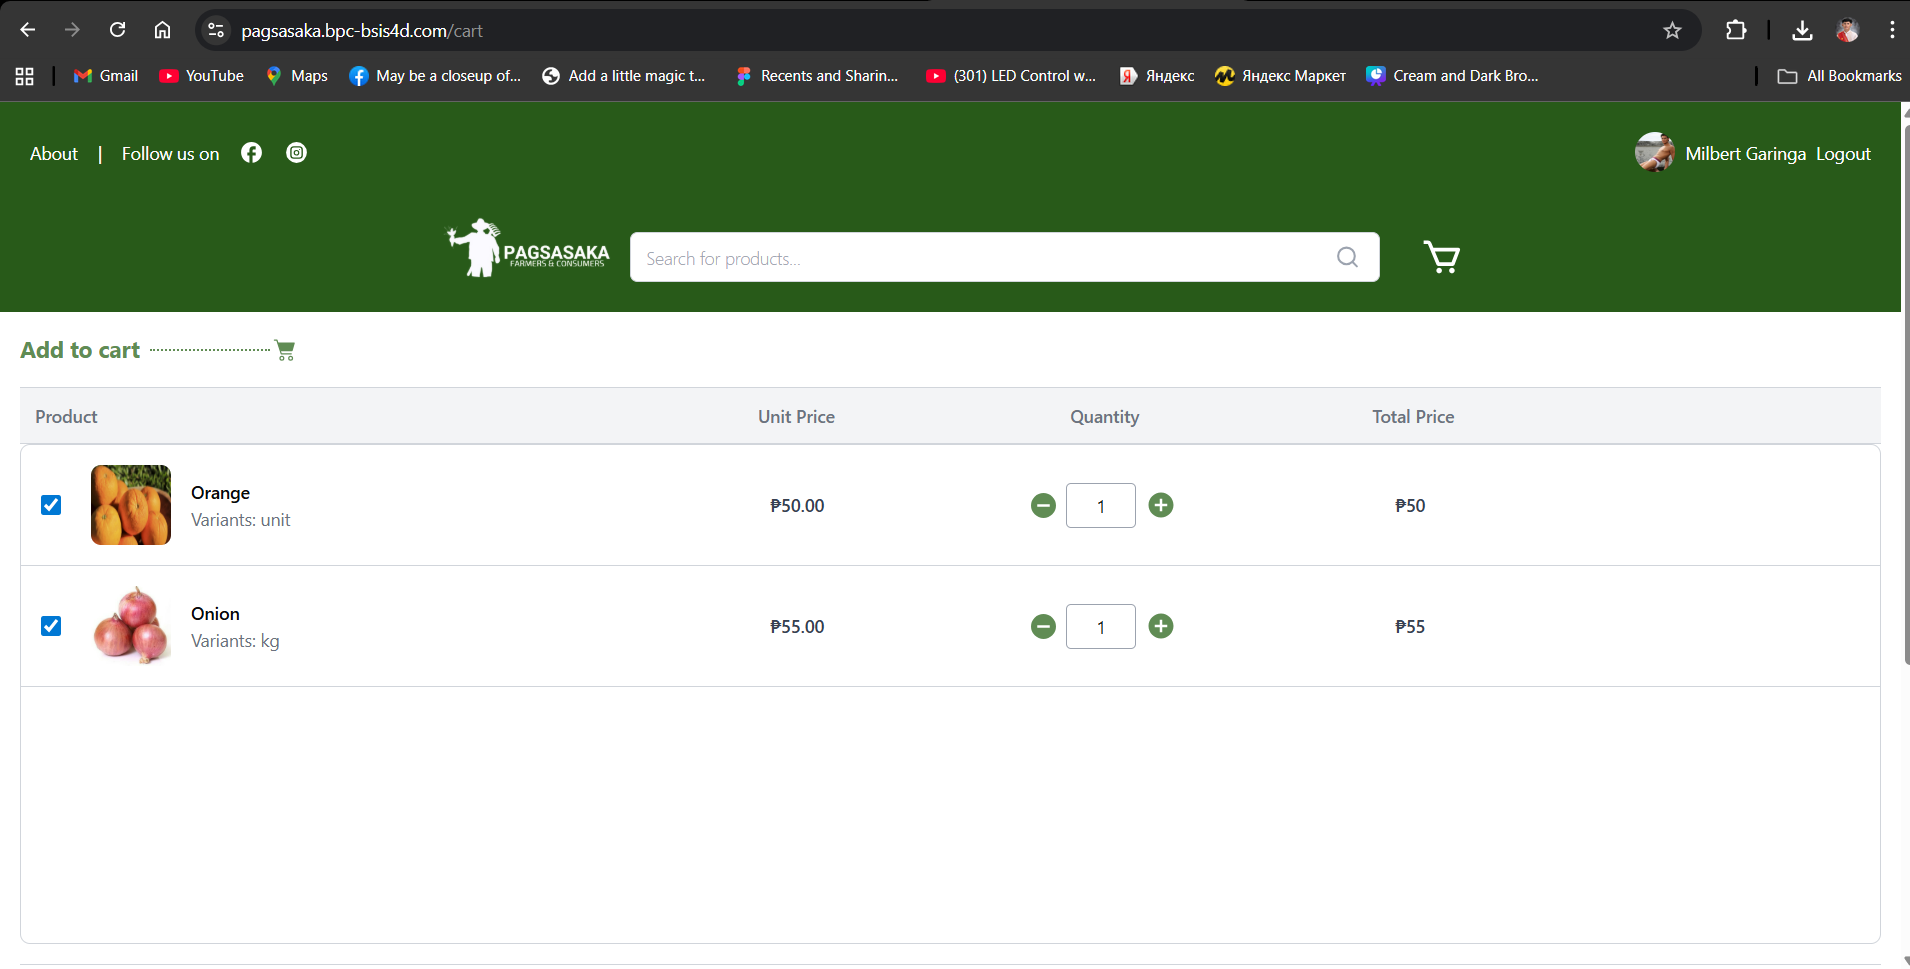 pagsasaka.bpc-bsis4d.com/cart
Gmail YouTube Maps May be a closeup of... Add a little magic t... Recents and Sharin... (301) LED Control w... Яндекс Яндекс Маркет Cream and Dark Bro... All Bookmarks
About | Follow us on Milbert Garinga Logout
PAGSASAKA
FARMERS & CONSUMERS
Search for products...
Add to cart
Product Unit Price Quantity Total Price
Orange
Variants: unit
₱50.00 1 ₱50
Onion
Variants: kg
₱55.00 1 ₱55